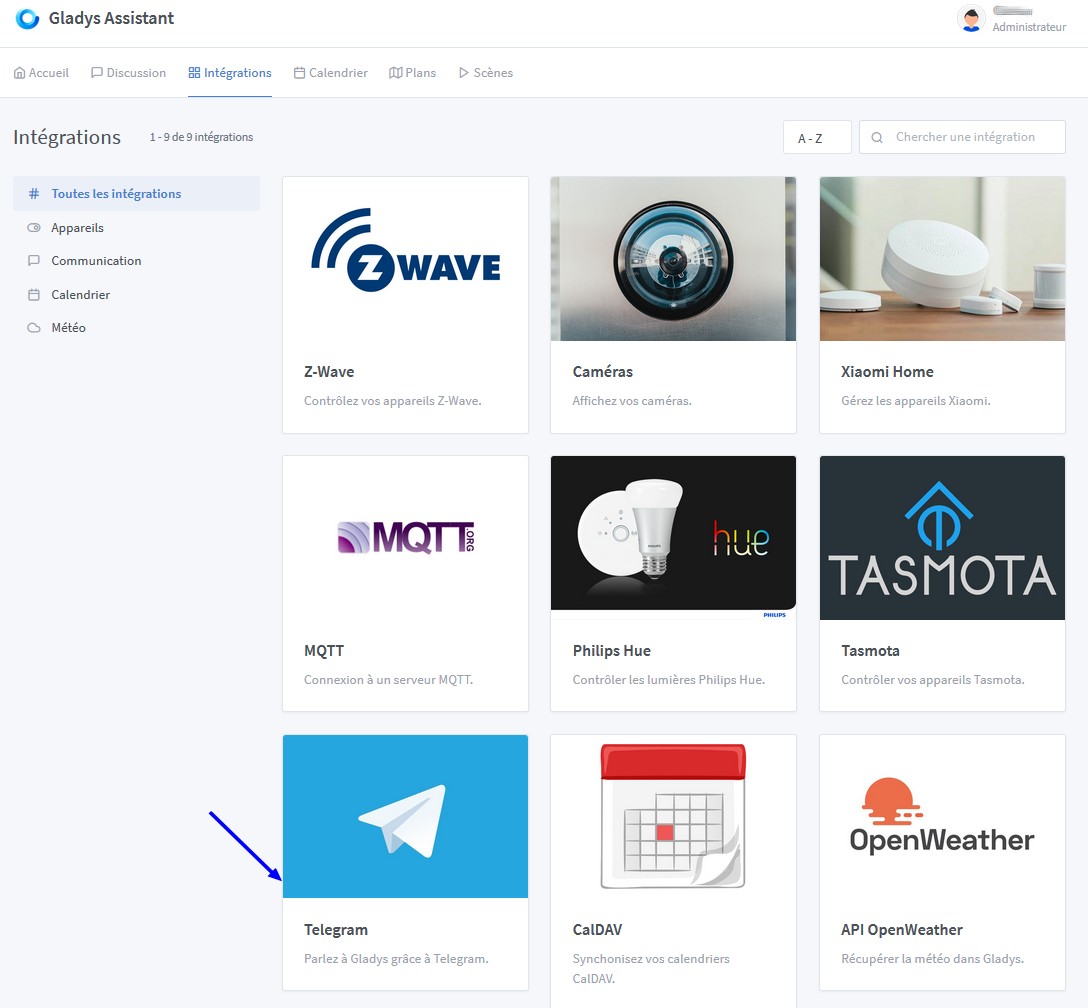 Gladys Assistant
Administrateur
Accueil
Discussion
Intégrations
Calendrier
Plans
Scènes
Intégrations
1 - 9 de 9 intégrations
A - Z
Chercher une intégration
Toutes les intégrations
Appareils
Communication
Calendrier
Météo
Z WAVE
Z-Wave
Contrôlez vos appareils Z-Wave.
Caméras
Affichez vos caméras.
Xiaomi Home
Gérez les appareils Xiaomi.
MQTT.ORG
MQTT
Connexion à un serveur MQTT.
hue
PHILIPS
Philips Hue
Contrôler les lumières Philips Hue.
TASMOTA
Tasmota
Contrôler vos appareils Tasmota.
Telegram
Parlez à Gladys grâce à Telegram.
CalDAV
Synchonisez vos calendriers
CalDAV.
OpenWeather
API OpenWeather
Récupérer la météo dans Gladys.